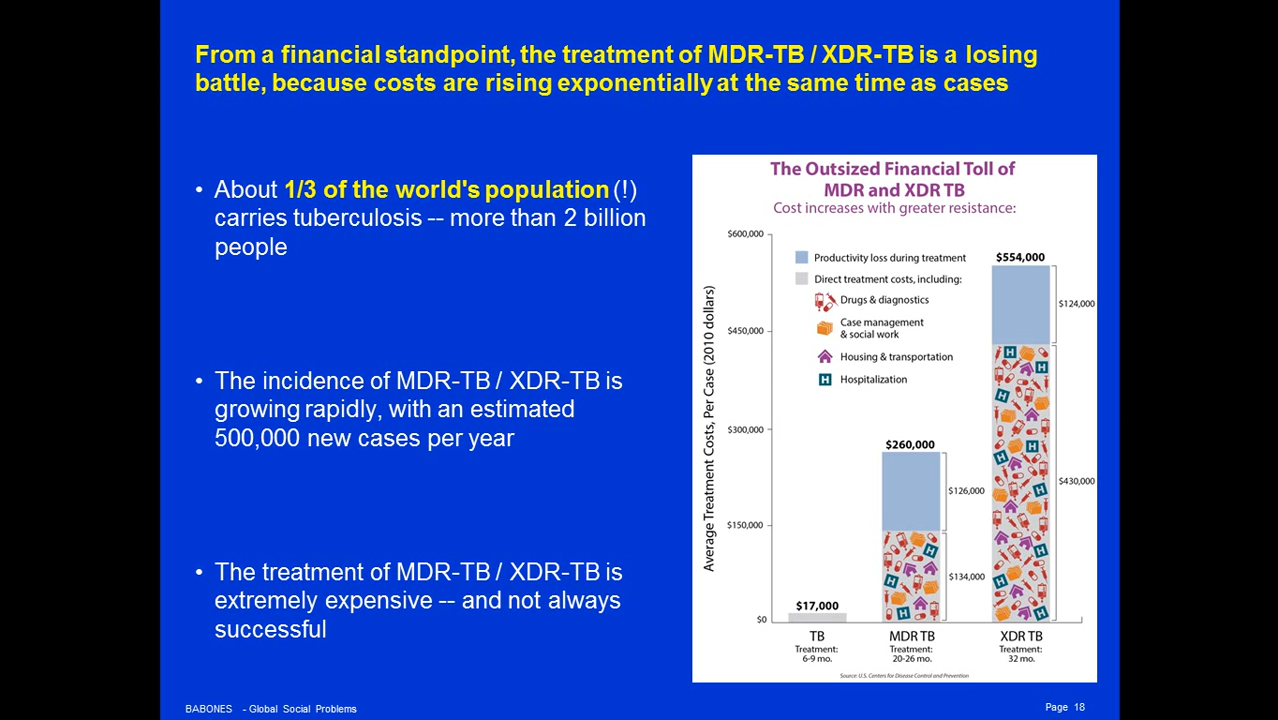 From a financial standpoint, the treatment of MDR-TB / XDR-TB is a losing
battle, because costs are rising exponentially at the same time as cases
• About 1/3 of the world's population (!)
carries tuberculosis -- more than 2 billion
people
• The incidence of MDR-TB / XDR-TB is
growing rapidly, with an estimated
500,000 new cases per year
• The treatment of MDR-TB / XDR-TB is
extremely expensive -- and not always
successful
The Outsized Financial Toll of
MDR and XDR TB
Cost increases with greater resistance:
Average Treatment Costs, Per Case (2010 dollars)
$600,000
$450,000
$300,000
$150,000
$0
Productivity loss during treatment
Direct treatment costs, including:
Drugs & diagnostics
Case management
& social work
Housing & transportation
H Hospitalization
$17,000
$260,000
$126,000
$134,000
$554,000
$124,000
$430,000
TB
Treatment:
6-9 mo.
MDR TB
Treatment:
20-26 mo.
XDR TB
Treatment:
32 mo.
Source: U.S. Centers for Disease Control and Prevention
BABONES - Global Social Problems
Page 18